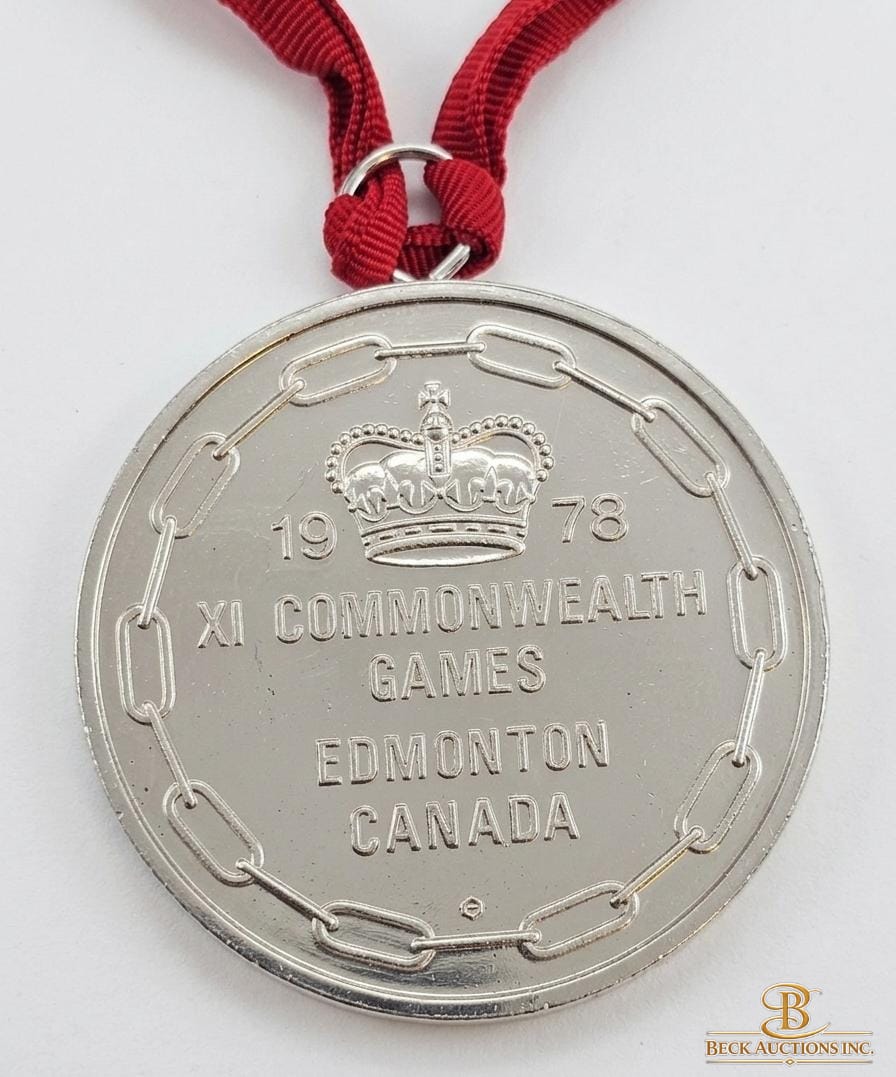 19 78
XI COMMONWEALTH
GAMES
EDMONTON
CANADA
B
BECK AUCTIONS INC.